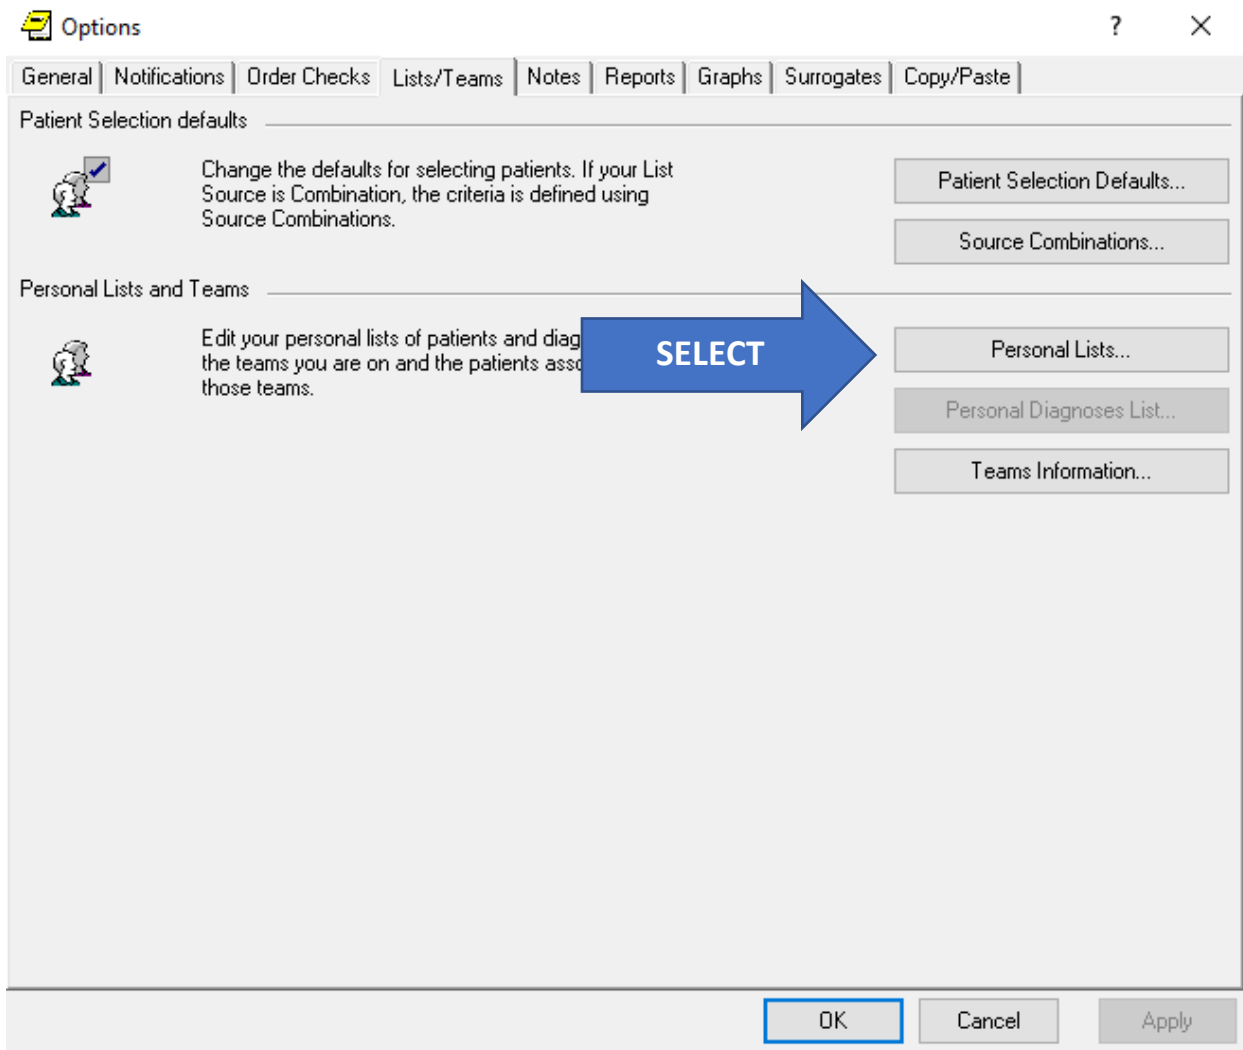 Options
General Notifications Order Checks Lists/Teams Notes Reports Graphs Surrogates Copy/Paste
Patient Selection defaults
Change the defaults for selecting patients. If your List
Source is Combination, the criteria is defined using
Source Combinations.
Patient Selection Defaults...
Source Combinations...
Personal Lists and Teams
Edit your personal lists of patients and diag
the teams you are on and the patients asso
those teams.
SELECT
Personal Lists...
Personal Diagnoses List...
Teams Information...
OK Cancel Apply